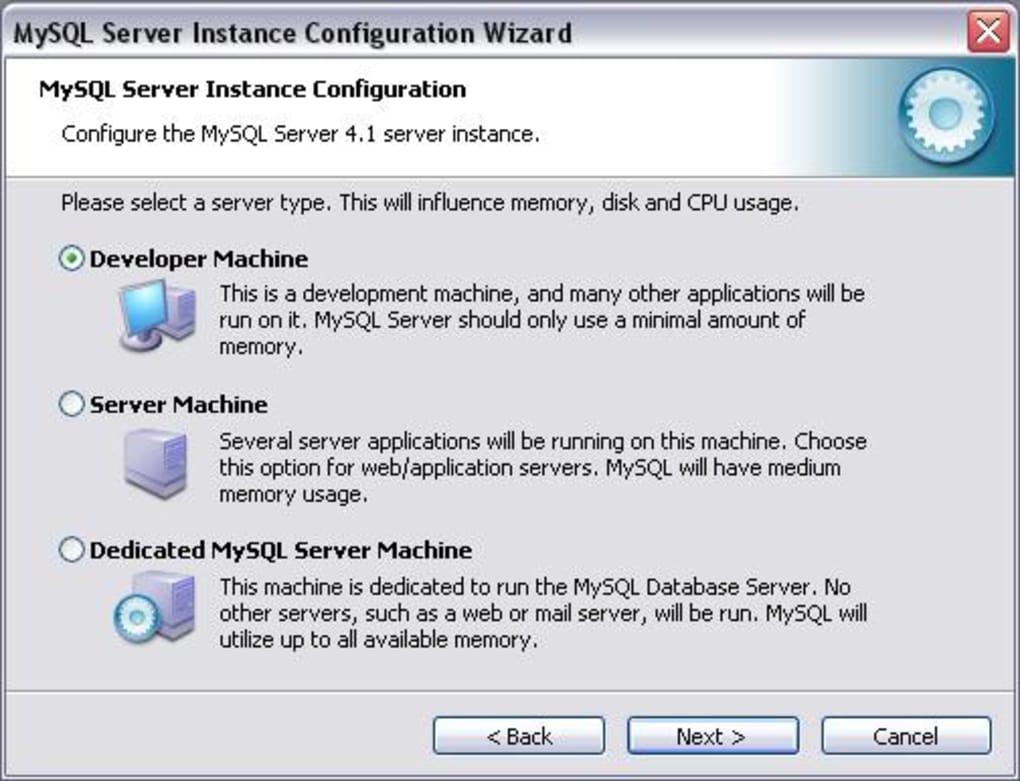 MySQL Server Instance Configuration Wizard
MySQL Server Instance Configuration
Configure the MySQL Server 4.1 server instance.
Please select a server type. This will influence memory, disk and CPU usage.
Developer Machine
This is a development machine, and many other applications will be
run on it. MySQL Server should only use a minimal amount of
memory.
Server Machine
Several server applications will be running on this machine. Choose
this option for web/application servers. MySQL will have medium
memory usage.
Dedicated MySQL Server Machine
This machine is dedicated to run the MySQL Database Server. No
other servers, such as a web or mail server, will be run. MySQL will
utilize up to all available memory.
< Back Next > Cancel